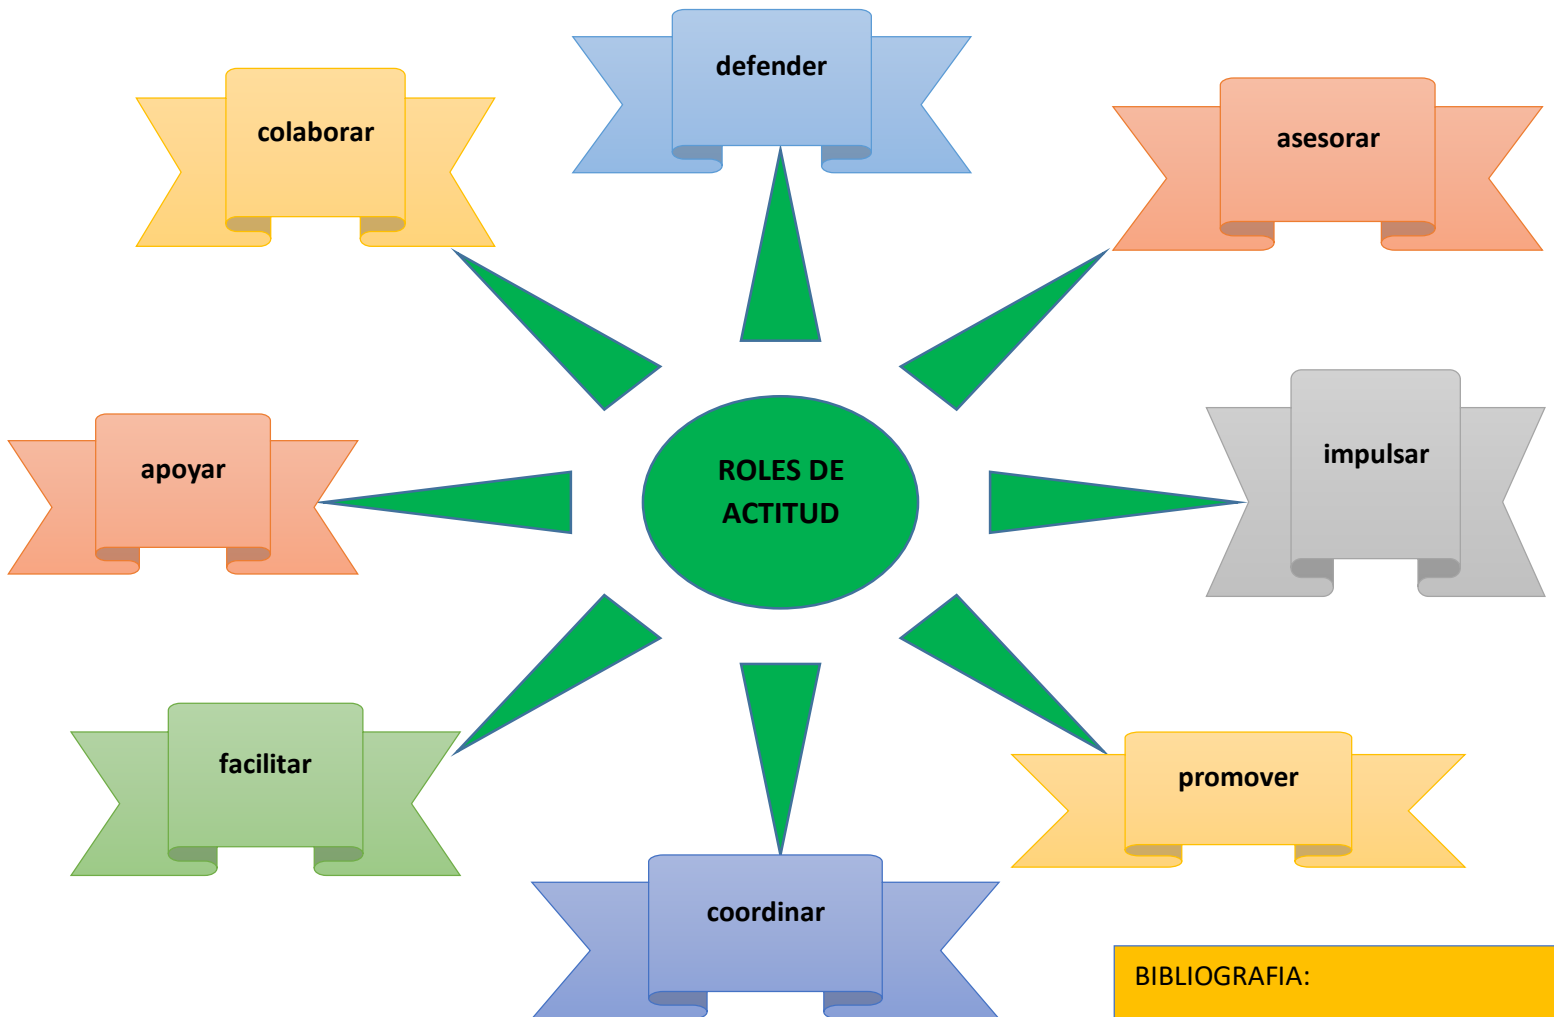 defender
colaborar
asesorar
apoyar
ROLES DE
ACTITUD
impulsar
facilitar
promover
coordinar
BIBLIOGRAFIA: